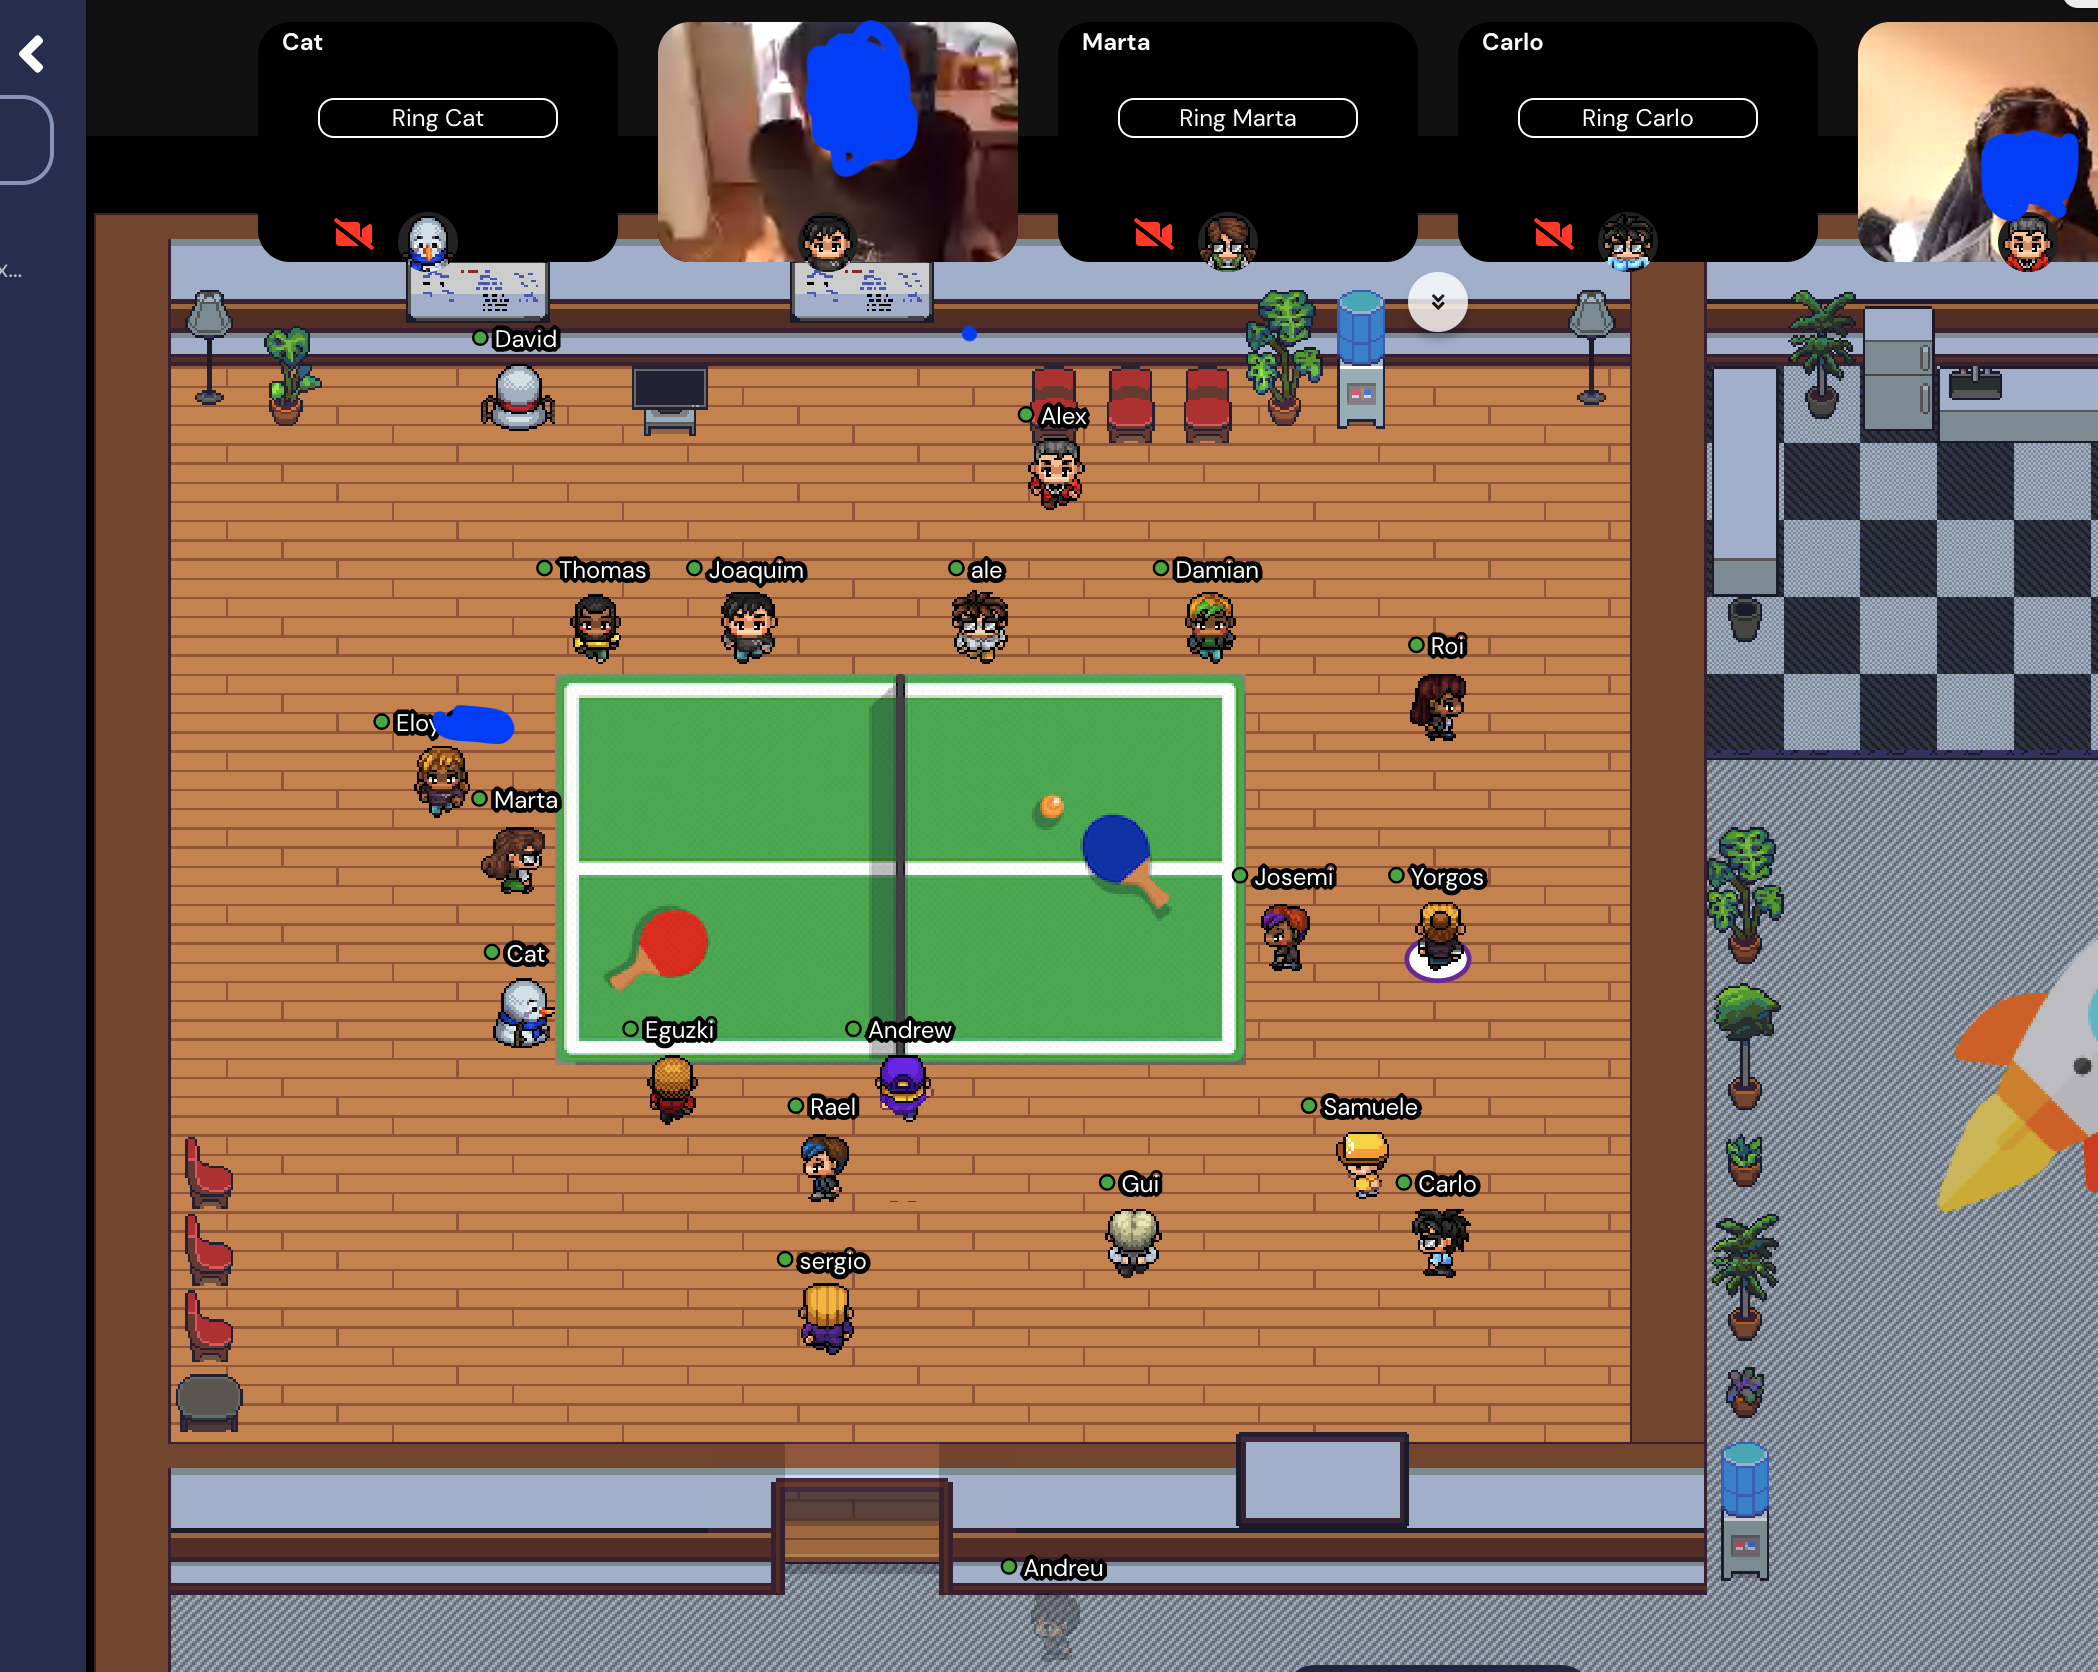 Cat
Marta
Carlo
Ring Cat
Ring Marta
Ring Carlo
x...
David
Alex
Thomas
Joaquim
ale
Damian
Roi
Eloy
Marta
Josemi
Yorgos
Cat
Eguzki
Andrew
Rael
Samuele
Gui
Carlo
sergio
Andreu